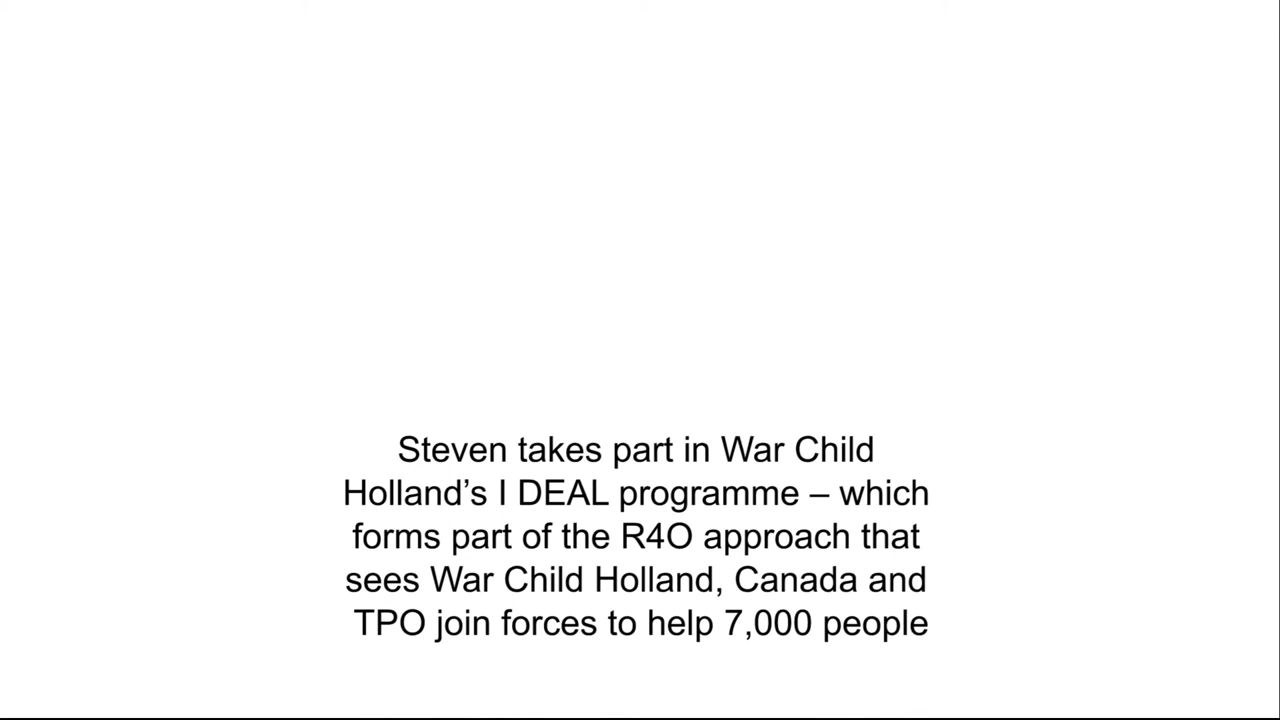 Steven takes part in War Child
Holland’s I DEAL programme – which
forms part of the R4O approach that
sees War Child Holland, Canada and
TPO join forces to help 7,000 people